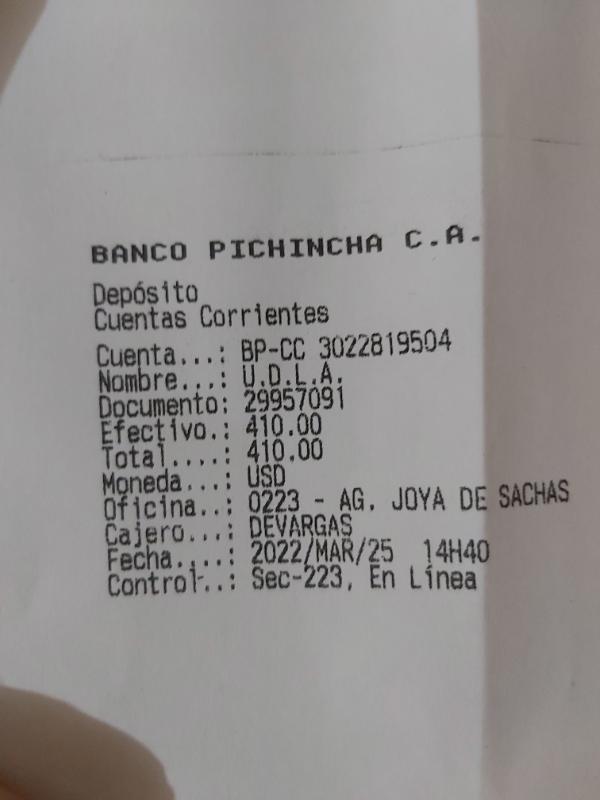 BANCO PICHINCHA C.A.
Depósito
Cuentas Corrientes
Cuenta...: BP-CC 3022819504
Nombre...: U.D.L.A.
Documento: 29957091
Efectivo.: 410.00
Total....: 410.00
Moneda...: USD
Oficina..: 0223 - AG. JOYA DE SACHAS
Cajero...: DEVARGAS
Fecha....: 2022/MAR/25 14H40
Control..: Sec-223, En Línea